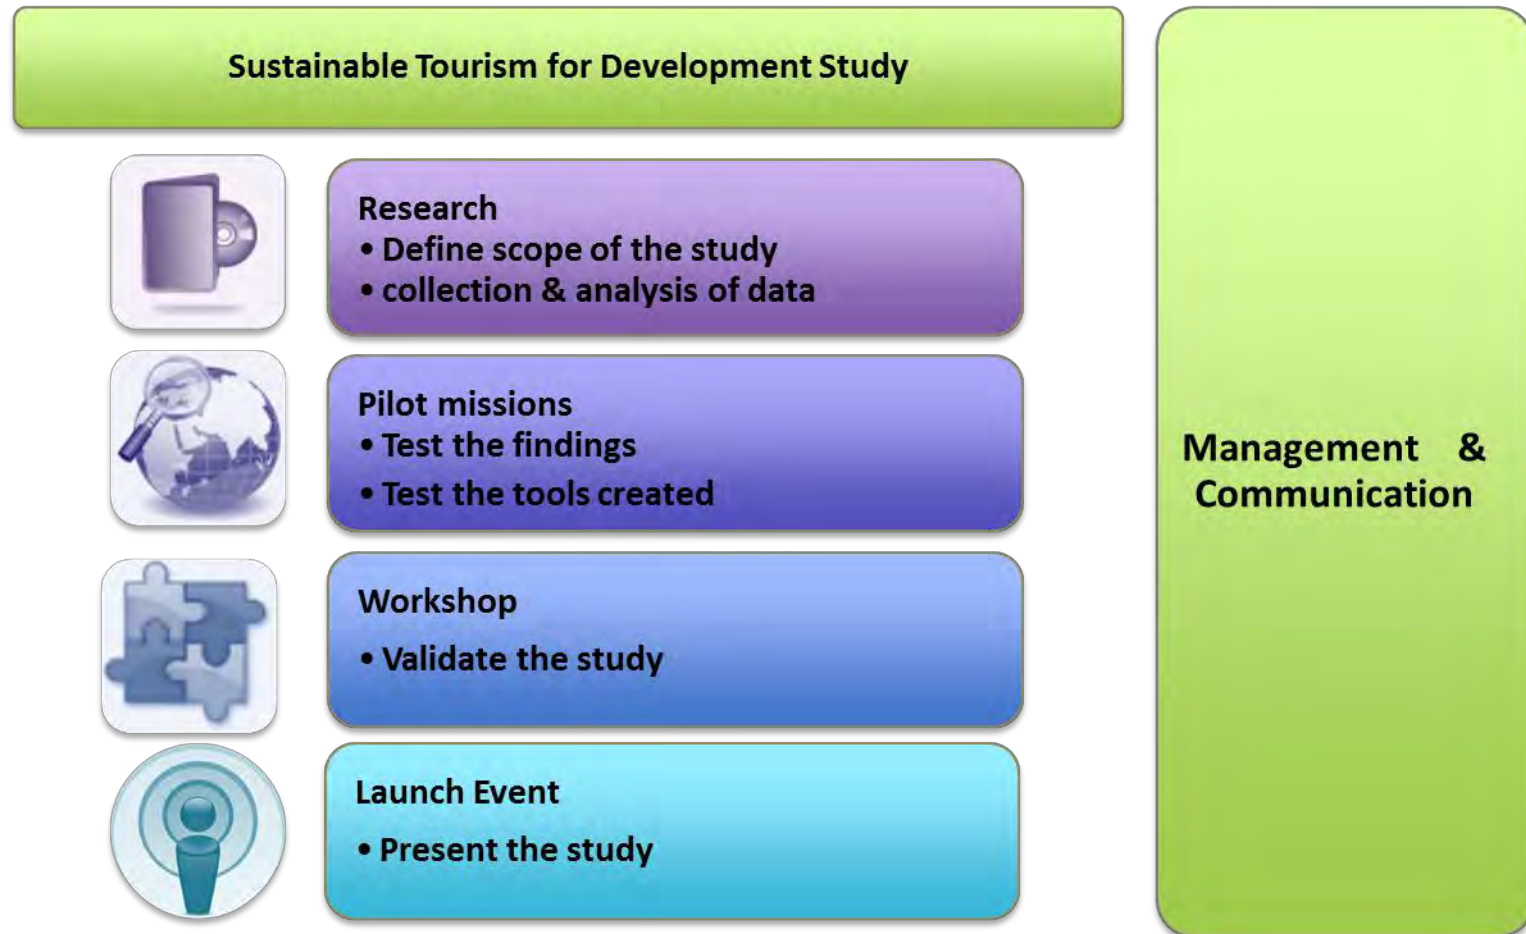 Sustainable Tourism for Development Study
Research
• Define scope of the study
• collection & analysis of data
Pilot missions
• Test the findings
• Test the tools created
Workshop
• Validate the study
Launch Event
• Present the study
Management &
Communication